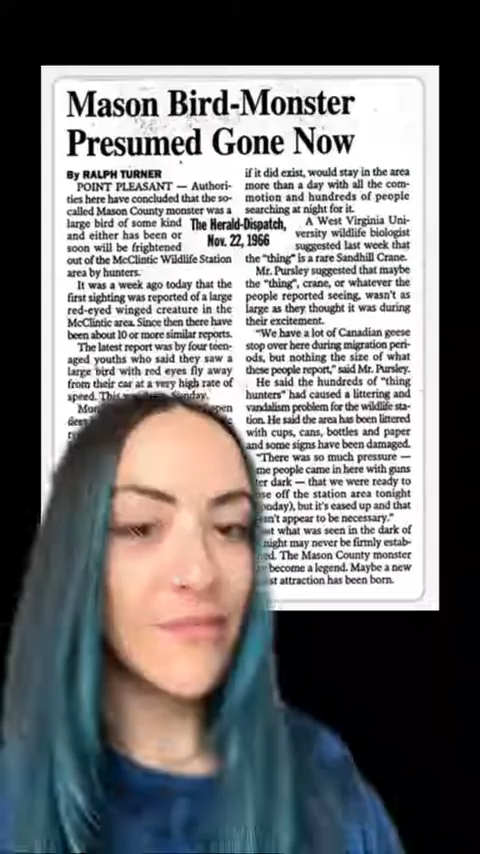 Mason Bird-Monster
Presumed Gone Now
By RALPH TURNER
POINT PLEASANT — Authori-
ties here have concluded that the so-
called Mason County monster was a
large bird of some kind
and either has been or
soon will be frightened
out of the McClintic Wildlife Station
area by hunters.
It was a week ago today that the
first sighting was reported of a large
red-eyed winged creature in the
McClintic area. Since then there have
been about 10 or more similar reports.
The latest report was by four teen-
aged youths who said they saw a
large bird with red eyes fly away
from their car at a very high rate of
speed. This
The Herald-Dispatch,
Nov. 22, 1966
if it did exist, would stay in the area
more than a day with all the com-
motion and hundreds of people
searching at night for it.
A West Virginia Uni-
versity wildlife biologist
suggested last week that
the "thing" is a rare Sandhill Crane.
Mr. Pursley suggested that maybe
the "thing", crane, or whatever the
people reported seeing, wasn't as
large as they thought it was during
their excitement.
"We have a lot of Canadian geese
stop over here during migration peri-
ods, but nothing the size of what
these people report," said Mr. Pursley.
He said the hundreds of "thing
hunters" had caused a littering and
vandalism problem for the wildlife sta-
tion. He said the area has been littered
with cups, cans, bottles and paper
and some signs have been damaged.
"There was so much pressure —
me people came in here with guns
ter dark — that we were ready to
ose off the station area tonight
onday), but it's eased up and that
n't appear to be necessary."
t what was seen in the dark of
night may never be firmly estab-
ed. The Mason County monster
become a legend. Maybe a new
st attraction has been born.